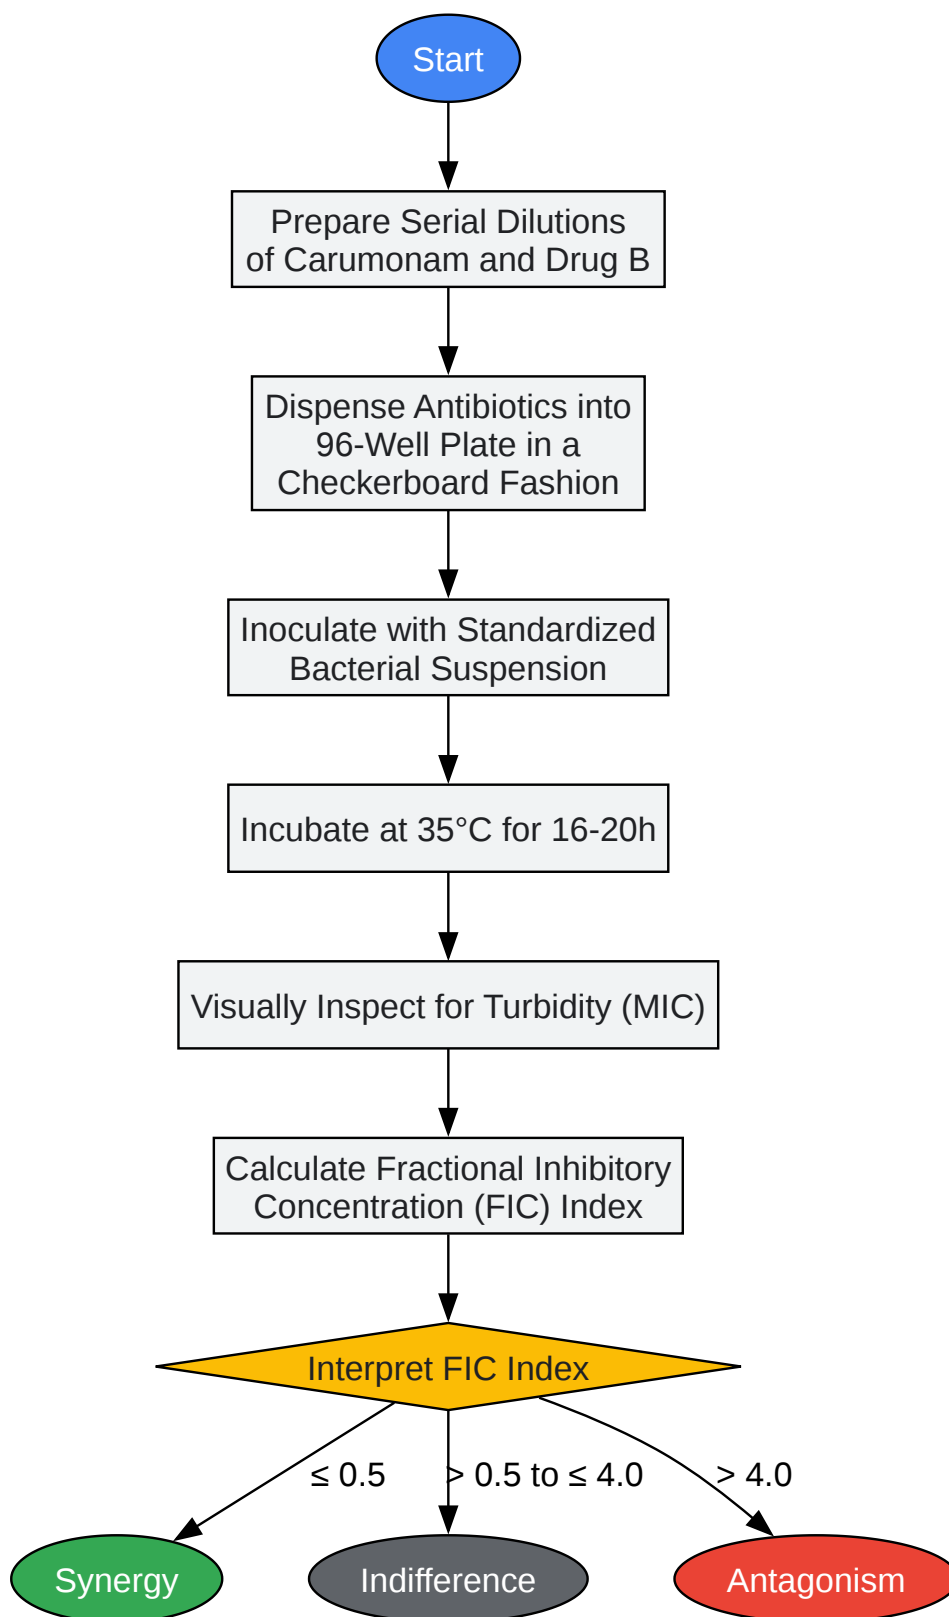 Start
Prepare Serial Dilutions
of Carumonam and Drug B
Dispense Antibiotics into
96-Well Plate in a
Checkerboard Fashion
Inoculate with Standardized
Bacterial Suspension
Incubate at 35°C for 16-20h
Visually Inspect for Turbidity (MIC)
Calculate Fractional Inhibitory
Concentration (FIC) Index
Interpret FIC Index
≤ 0.5
> 0.5 to ≤ 4.0
> 4.0
Synergy
Indifference
Antagonism